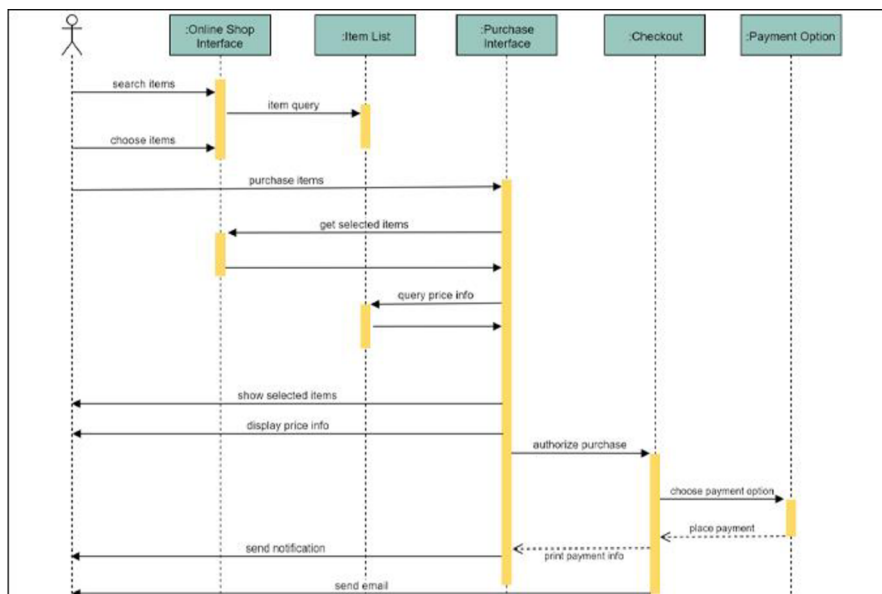 :Online Shop
Interface
:Item List
:Purchase
Interface
:Checkout
:Payment Option
search items
item query
choose items
purchase items
get selected items
query price info
show selected items
display price info
authorize purchase
choose payment option
place payment
send notification
print payment info
send email